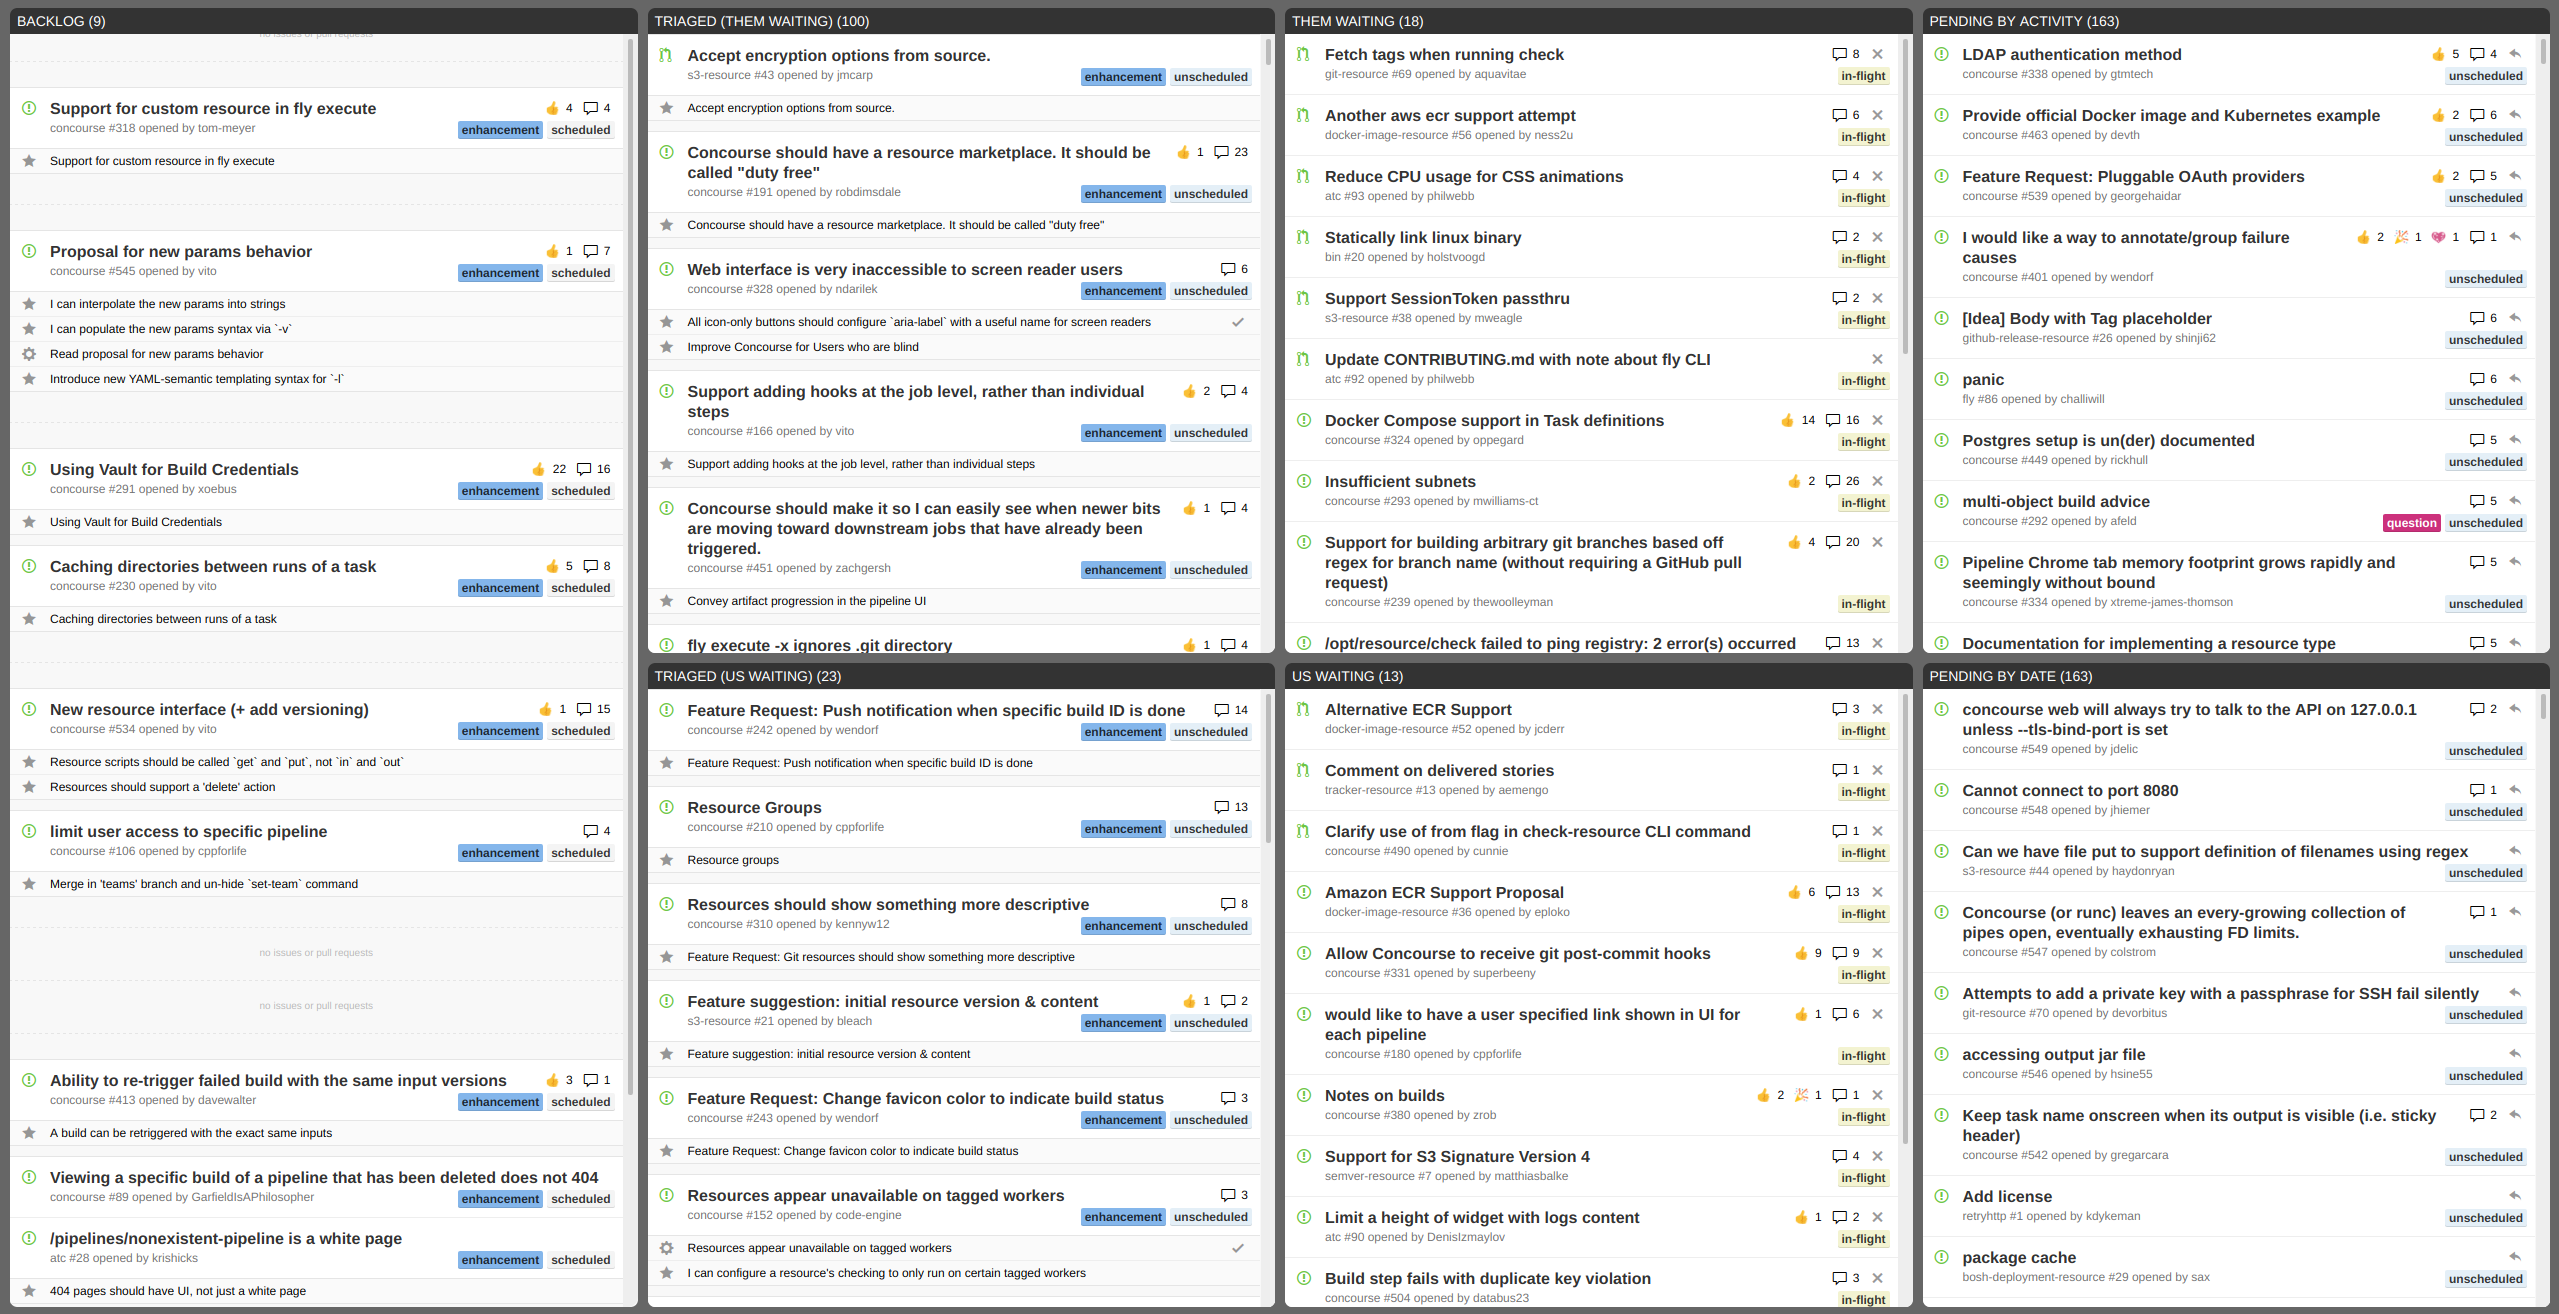 BACKLOG (9)
no issues or pull requests
Support for custom resource in fly execute
4 4
concourse #318 opened by tom-meyer
enhancement scheduled
Support for custom resource in fly execute
Proposal for new params behavior
1 7
concourse #545 opened by vito
enhancement scheduled
I can interpolate the new params into strings
I can populate the new params syntax via `-v`
Read proposal for new params behavior
Introduce new YAML-semantic templating syntax for `-l`
Using Vault for Build Credentials
22 16
concourse #291 opened by xoebus
enhancement scheduled
Using Vault for Build Credentials
Caching directories between runs of a task
5 8
concourse #230 opened by vito
enhancement scheduled
Caching directories between runs of a task
New resource interface (+ add versioning)
1 15
concourse #534 opened by vito
enhancement scheduled
Resource scripts should be called `get` and `put`, not `in` and `out`
Resources should support a 'delete' action
limit user access to specific pipeline
4
concourse #106 opened by cppforlife
enhancement scheduled
Merge in 'teams' branch and un-hide `set-team` command
no issues or pull requests
no issues or pull requests
Ability to re-trigger failed build with the same input versions
3 1
concourse #413 opened by davewalter
enhancement scheduled
A build can be retriggered with the exact same inputs
Viewing a specific build of a pipeline that has been deleted does not 404
concourse #89 opened by GarfieldIsAPhilosopher
enhancement scheduled
/pipelines/nonexistent-pipeline is a white page
atc #28 opened by krishicks
enhancement scheduled
404 pages should have UI, not just a white page
TRIAGED (THEM WAITING) (100)
Accept encryption options from source.
s3-resource #43 opened by jmcarp
enhancement unscheduled
Accept encryption options from source.
Concourse should have a resource marketplace. It should be
called "duty free"
1 23
concourse #191 opened by robdimsdale
enhancement unscheduled
Concourse should have a resource marketplace. It should be called "duty free"
Web interface is very inaccessible to screen reader users
6
concourse #328 opened by ndarilek
enhancement unscheduled
All icon-only buttons should configure `aria-label` with a useful name for screen readers
Improve Concourse for Users who are blind
Support adding hooks at the job level, rather than individual
steps
2 4
concourse #166 opened by vito
enhancement unscheduled
Support adding hooks at the job level, rather than individual steps
Concourse should make it so I can easily see when newer bits
are moving toward downstream jobs that have already been
triggered.
1 4
concourse #451 opened by zachgersh
enhancement unscheduled
Convey artifact progression in the pipeline UI
fly execute -x ignores .git directory
1 4
TRIAGED (US WAITING) (23)
Feature Request: Push notification when specific build ID is done
14
concourse #242 opened by wendorf
enhancement unscheduled
Feature Request: Push notification when specific build ID is done
Resource Groups
13
concourse #210 opened by cppforlife
enhancement unscheduled
Resource groups
Resources should show something more descriptive
8
concourse #310 opened by kennyw12
enhancement unscheduled
Feature Request: Git resources should show something more descriptive
Feature suggestion: initial resource version & content
1 2
s3-resource #21 opened by bleach
enhancement unscheduled
Feature suggestion: initial resource version & content
Feature Request: Change favicon color to indicate build status
3
concourse #243 opened by wendorf
enhancement unscheduled
Feature Request: Change favicon color to indicate build status
Resources appear unavailable on tagged workers
3
concourse #152 opened by code-engine
enhancement unscheduled
Resources appear unavailable on tagged workers
I can configure a resource's checking to only run on certain tagged workers
THEM WAITING (18)
Fetch tags when running check
8
git-resource #69 opened by aquavitae
in-flight
Another aws ecr support attempt
6
docker-image-resource #56 opened by ness2u
in-flight
Reduce CPU usage for CSS animations
4
atc #93 opened by philwebb
in-flight
Statically link linux binary
2
bin #20 opened by holstvoogd
in-flight
Support SessionToken passthru
2
s3-resource #38 opened by mweagle
in-flight
Update CONTRIBUTING.md with note about fly CLI
atc #92 opened by philwebb
in-flight
Docker Compose support in Task definitions
14 16
concourse #324 opened by oppegard
in-flight
Insufficient subnets
2 26
concourse #293 opened by mwilliams-ct
in-flight
Support for building arbitrary git branches based off
regex for branch name (without requiring a GitHub pull
request)
4 20
concourse #239 opened by thewoolleyman
in-flight
/opt/resource/check failed to ping registry: 2 error(s) occurred
13
US WAITING (13)
Alternative ECR Support
3
docker-image-resource #52 opened by jcderr
in-flight
Comment on delivered stories
1
tracker-resource #13 opened by aemengo
in-flight
Clarify use of from flag in check-resource CLI command
1
concourse #490 opened by cunnie
in-flight
Amazon ECR Support Proposal
6 13
docker-image-resource #36 opened by eploko
in-flight
Allow Concourse to receive git post-commit hooks
9 9
concourse #331 opened by superbeeny
in-flight
would like to have a user specified link shown in UI for
each pipeline
1 6
concourse #180 opened by cppforlife
in-flight
Notes on builds
2 1 1
concourse #380 opened by zrob
in-flight
Support for S3 Signature Version 4
4
semver-resource #7 opened by matthiasbalke
in-flight
Limit a height of widget with logs content
1 2
atc #90 opened by DenisIzmaylov
in-flight
Build step fails with duplicate key violation
3
concourse #504 opened by databus23
in-flight
PENDING BY ACTIVITY (163)
LDAP authentication method
5 4
concourse #338 opened by gtmtech
unscheduled
Provide official Docker image and Kubernetes example
2 6
concourse #463 opened by devth
unscheduled
Feature Request: Pluggable OAuth providers
2 5
concourse #539 opened by georgehaidar
unscheduled
I would like a way to annotate/group failure
causes
2 1 1 1
concourse #401 opened by wendorf
unscheduled
[Idea] Body with Tag placeholder
6
github-release-resource #26 opened by shinji62
unscheduled
panic
6
fly #86 opened by challiwill
unscheduled
Postgres setup is un(der) documented
5
concourse #449 opened by rickhull
unscheduled
multi-object build advice
5
concourse #292 opened by afeld
question unscheduled
Pipeline Chrome tab memory footprint grows rapidly and
seemingly without bound
5
concourse #334 opened by xtreme-james-thomson
unscheduled
Documentation for implementing a resource type
5
PENDING BY DATE (163)
concourse web will always try to talk to the API on 127.0.0.1
unless --tls-bind-port is set
2
concourse #549 opened by jdelic
unscheduled
Cannot connect to port 8080
1
concourse #548 opened by jhiemer
unscheduled
Can we have file put to support definition of filenames using regex
s3-resource #44 opened by haydonryan
unscheduled
Concourse (or runc) leaves an every-growing collection of
pipes open, eventually exhausting FD limits.
1
concourse #547 opened by colstrom
unscheduled
Attempts to add a private key with a passphrase for SSH fail silently
git-resource #70 opened by devorbitus
unscheduled
accessing output jar file
concourse #546 opened by hsine55
unscheduled
Keep task name onscreen when its output is visible (i.e. sticky
header)
2
concourse #542 opened by gregarcara
unscheduled
Add license
retryhttp #1 opened by kdykeman
unscheduled
package cache
bosh-deployment-resource #29 opened by sax
unscheduled